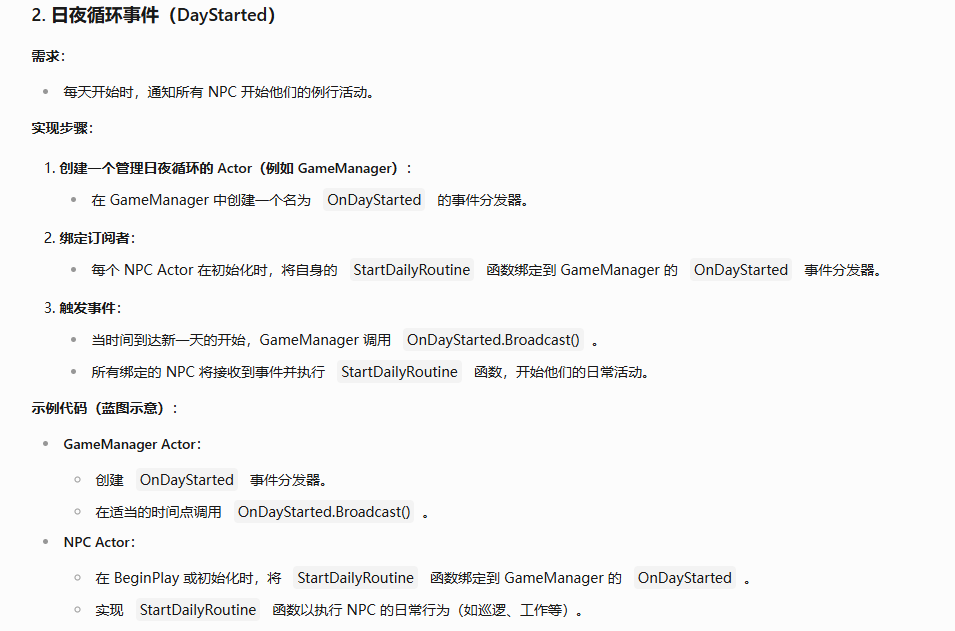 2. 日夜循环事件（DayStarted）
需求：
每天开始时，通知所有 NPC 开始他们的例行活动。
实现步骤：
1. 创建一个管理日夜循环的 Actor（例如 GameManager）：
在 GameManager 中创建一个名为 OnDayStarted 的事件分发器。
2. 绑定订阅者：
每个 NPC Actor 在初始化时，将自身的 StartDailyRoutine 函数绑定到 GameManager 的 OnDayStarted 事件分发器。
3. 触发事件：
当时间到达新一天的开始，GameManager 调用 OnDayStarted.Broadcast() 。
所有绑定的 NPC 将接收到事件并执行 StartDailyRoutine 函数，开始他们的日常活动。
示例代码（蓝图示意）：
GameManager Actor：
创建 OnDayStarted 事件分发器。
在适当的时间点调用 OnDayStarted.Broadcast() 。
NPC Actor：
在 BeginPlay 或初始化时，将 StartDailyRoutine 函数绑定到 GameManager 的 OnDayStarted 。
实现 StartDailyRoutine 函数以执行 NPC 的日常行为（如巡逻、工作等）。